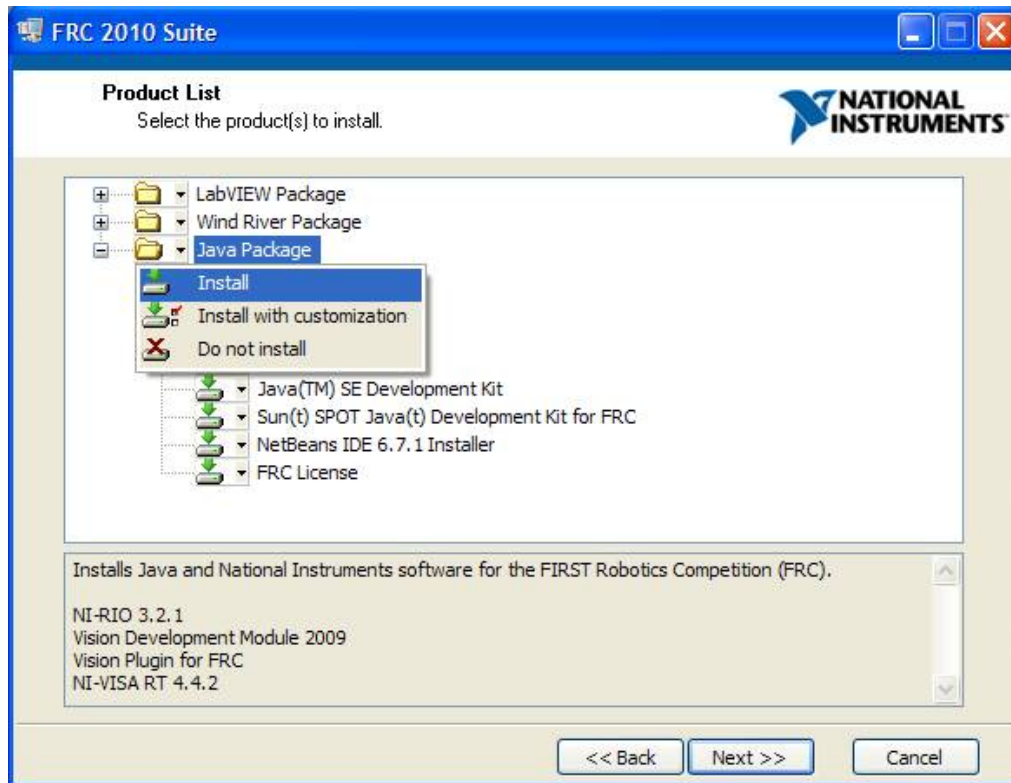 FRC 2010 Suite
Product List
Select the product(s) to install.
NATIONAL
INSTRUMENTS
LabVIEW Package
Wind River Package
Java Package
Install
Install with customization
Do not install
Java(TM) SE Development Kit
Sun(t) SPOT Java(t) Development Kit for FRC
NetBeans IDE 6.7.1 Installer
FRC License
Installs Java and National Instruments software for the FIRST Robotics Competition (FRC).
NI-RIO 3.2.1
Vision Development Module 2009
Vision Plugin for FRC
NI-VISA RT 4.4.2
<< Back Next >> Cancel